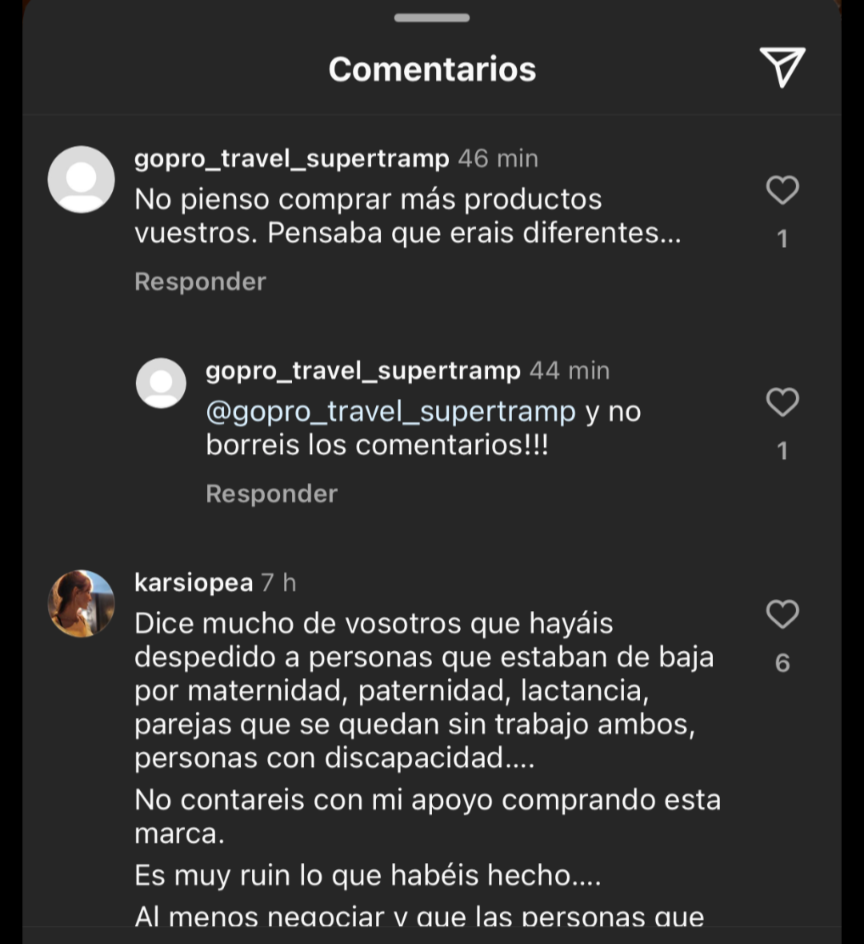 Comentarios
gopro_travel_supertramp 46 min
No pienso comprar más productos
vuestros. Pensaba que erais diferentes...
1
Responder
gopro_travel_supertramp 44 min
@gopro_travel_supertramp y no
borreis los comentarios!!!
1
Responder
karsiopea 7 h
Dice mucho de vosotros que hayáis
despedido a personas que estaban de baja
6
por maternidad, paternidad, lactancia,
parejas que se quedan sin trabajo ambos,
personas con discapacidad....
No contareis con mi apoyo comprando esta
marca.
Es muy ruin lo que habéis hecho....
Al menos negociar y que las personas que